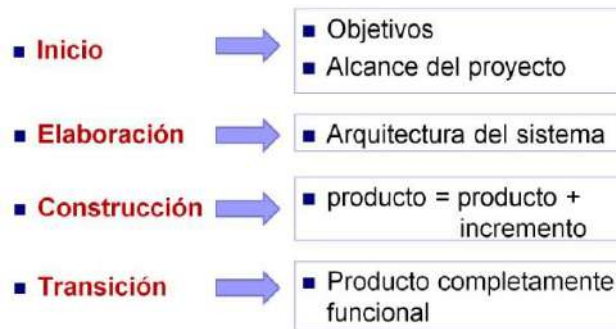 Inicio
Objetivos
Alcance del proyecto
Elaboración
Arquitectura del sistema
Construcción
producto = producto +
incremento
Transición
Producto completamente
funcional